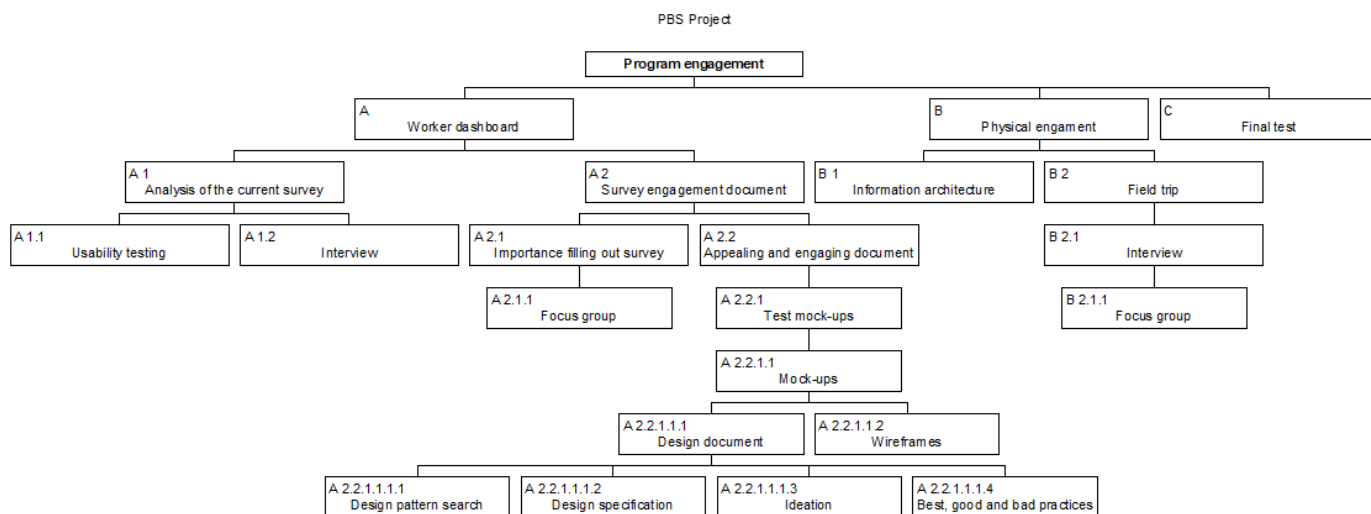 PBS Project
Program engagement
A
Worker dashboard
B
Physical engament
C
Final test
A 1
Analysis of the current survey
A 2
Survey engagement document
B 1
Information architecture
B 2
Field trip
A 1.1
Usability testing
A 1.2
Interview
A 2.1
Importance filling out survey
A 2.2
Appealing and engaging document
B 2.1
Interview
A 2.1.1
Focus group
A 2.2.1
Test mock-ups
B 2.1.1
Focus group
A 2.2.1.1
Mock-ups
A 2.2.1.1.1
Design document
A 2.2.1.1.2
Wireframes
A 2.2.1.1.1.1
Design pattern search
A 2.2.1.1.1.2
Design specification
A 2.2.1.1.1.3
Ideation
A 2.2.1.1.1.4
Best, good and bad practices